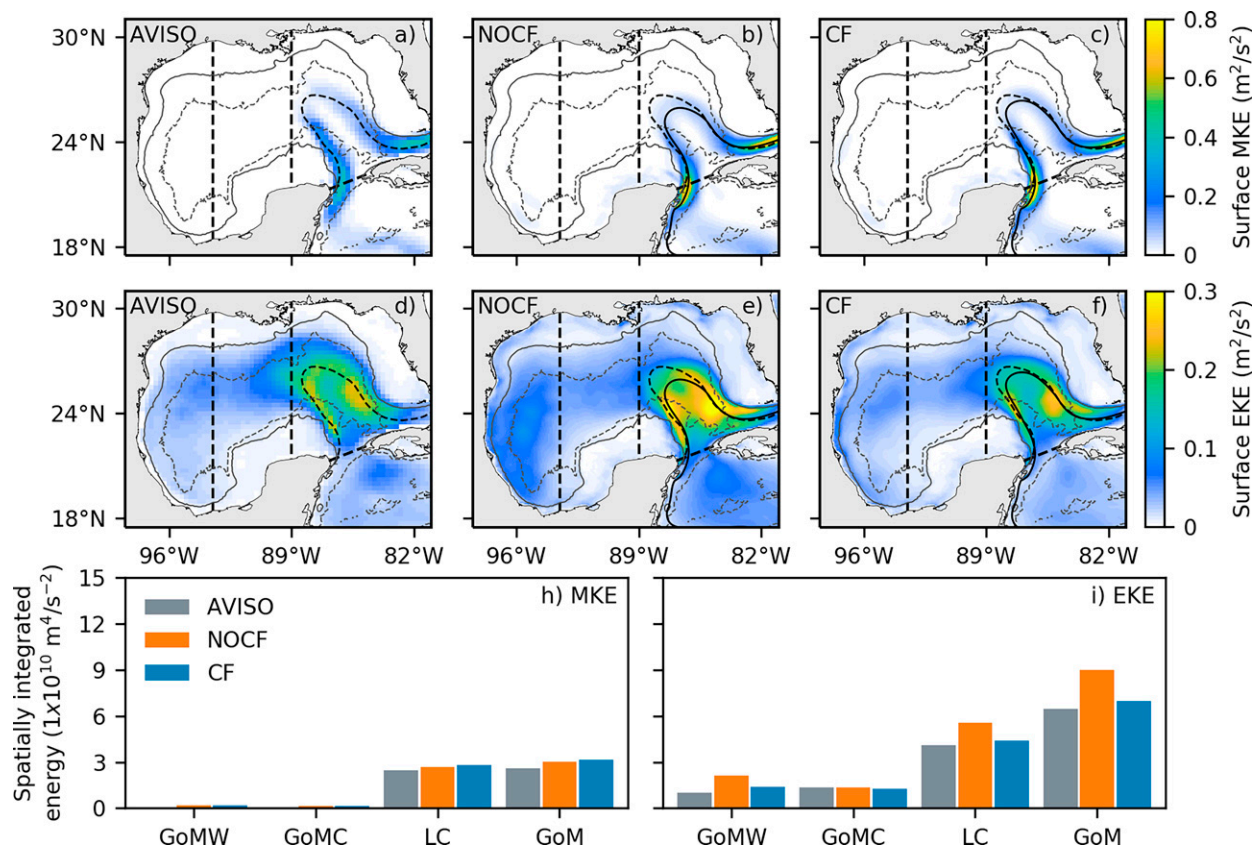 AVISO a)
NOCF b)
CF c)
30°N
24°N
18°N
0.8
0.6
0.4
0.2
0
Surface MKE (m²/s²)
AVISO d)
NOCF e)
CF f)
30°N
24°N
18°N
96°W 89°W 82°W
96°W 89°W 82°W
96°W 89°W 82°W
0.3
0.2
0.1
0
Surface EKE (m²/s²)
Spatially integrated
energy (1x10¹⁰ m⁴/s⁻²)
15
12
9
6
3
0
h) MKE
AVISO
NOCF
CF
GoMW GoMC LC GoM
i) EKE
GoMW GoMC LC GoM